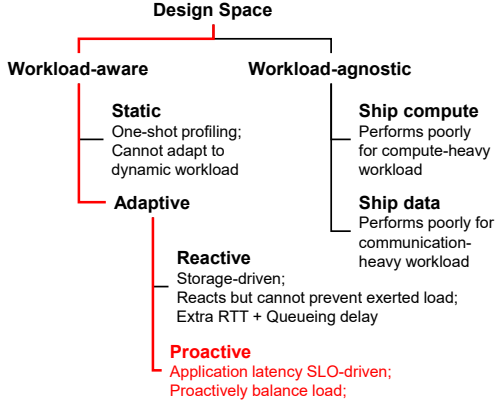 Design Space
Workload-aware
Workload-agnostic
Static
One-shot profiling;
Cannot adapt to
dynamic workload
Ship compute
Performs poorly
for compute-heavy
workload
Adaptive
Ship data
Performs poorly for
communication-
heavy workload
Reactive
Storage-driven;
Reacts but cannot prevent exerted load;
Extra RTT + Queueing delay
Proactive
Application latency SLO-driven;
Proactively balance load;